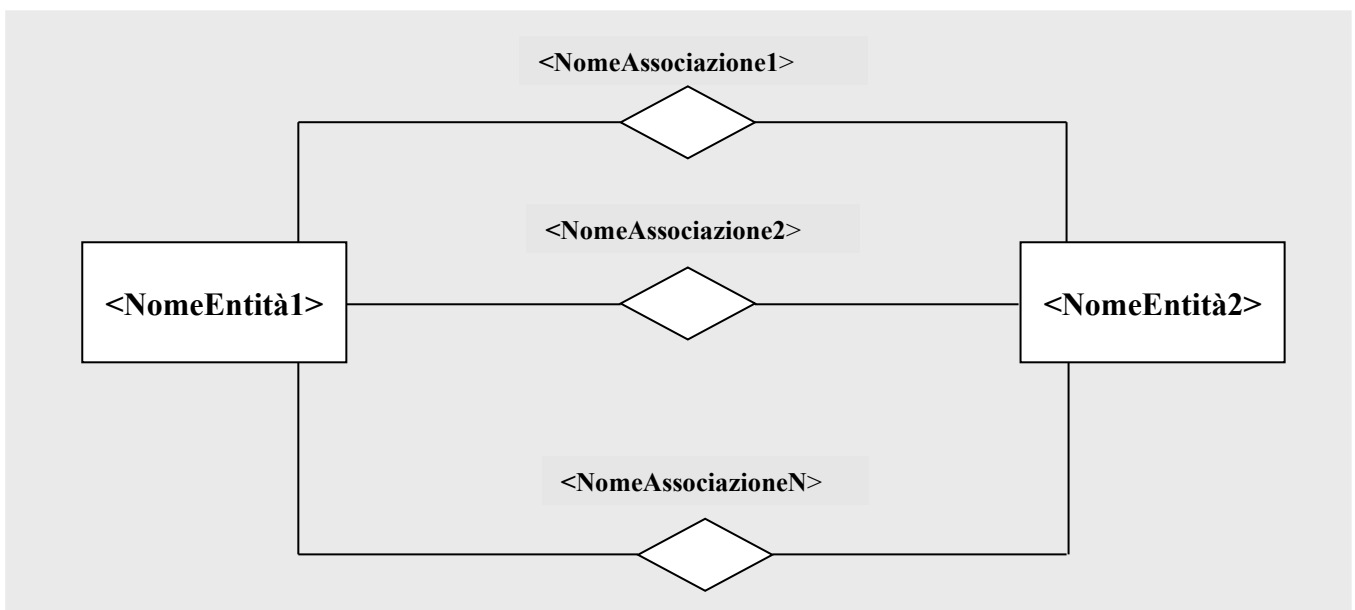 <NomeAssociazione1>
<NomeAssociazione2>
<NomeEntità1>
<NomeEntità2>
<NomeAssociazioneN>